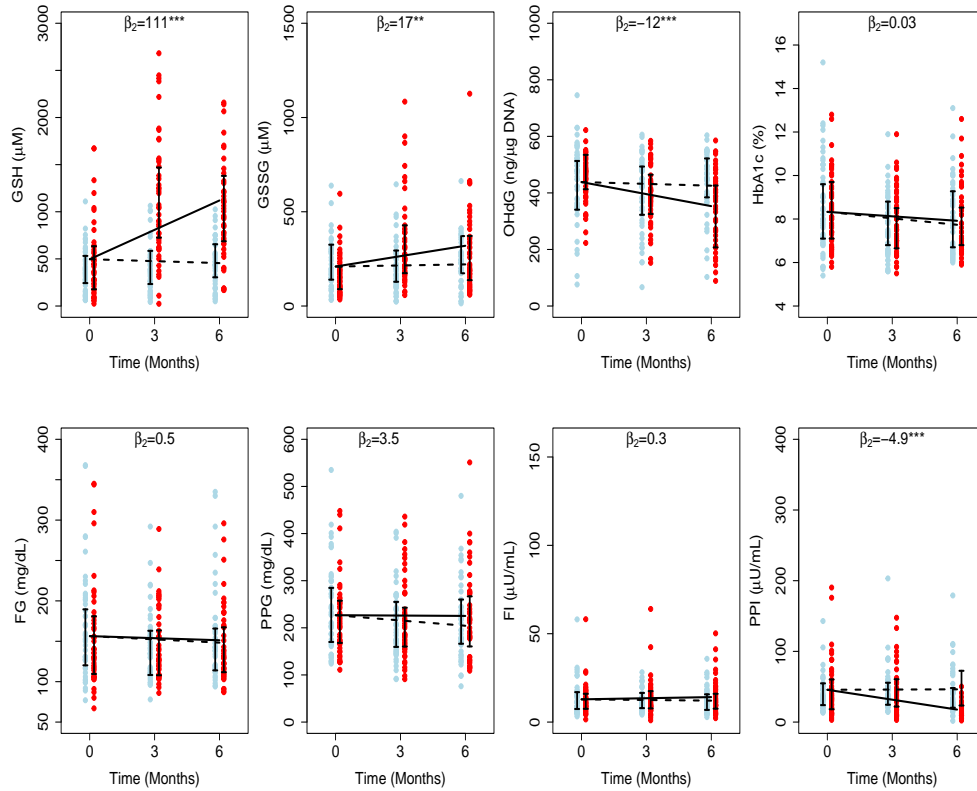 β2=111***
GSH (µM)
0 500 1000 2000 3000
0 3 6
Time (Months)
β2=17**
GSSG (µM)
0 500 1000 1500
0 3 6
Time (Months)
β2=−12***
OHdG (ng/µg DNA)
0 200 400 600 800 1000
0 3 6
Time (Months)
β2=0.03
HbA1c (%)
4 6 8 10 12 14 16
0 3 6
Time (Months)
β2=0.5
FG (mg/dL)
50 100 150 200 300 400
0 3 6
Time (Months)
β2=3.5
PPG (mg/dL)
0 100 200 300 400 500 600
0 3 6
Time (Months)
β2=0.3
FI (µU/mL)
0 50 100 150
0 3 6
Time (Months)
β2=−4.9***
PPI (µU/mL)
0 100 200 300 400
0 3 6
Time (Months)